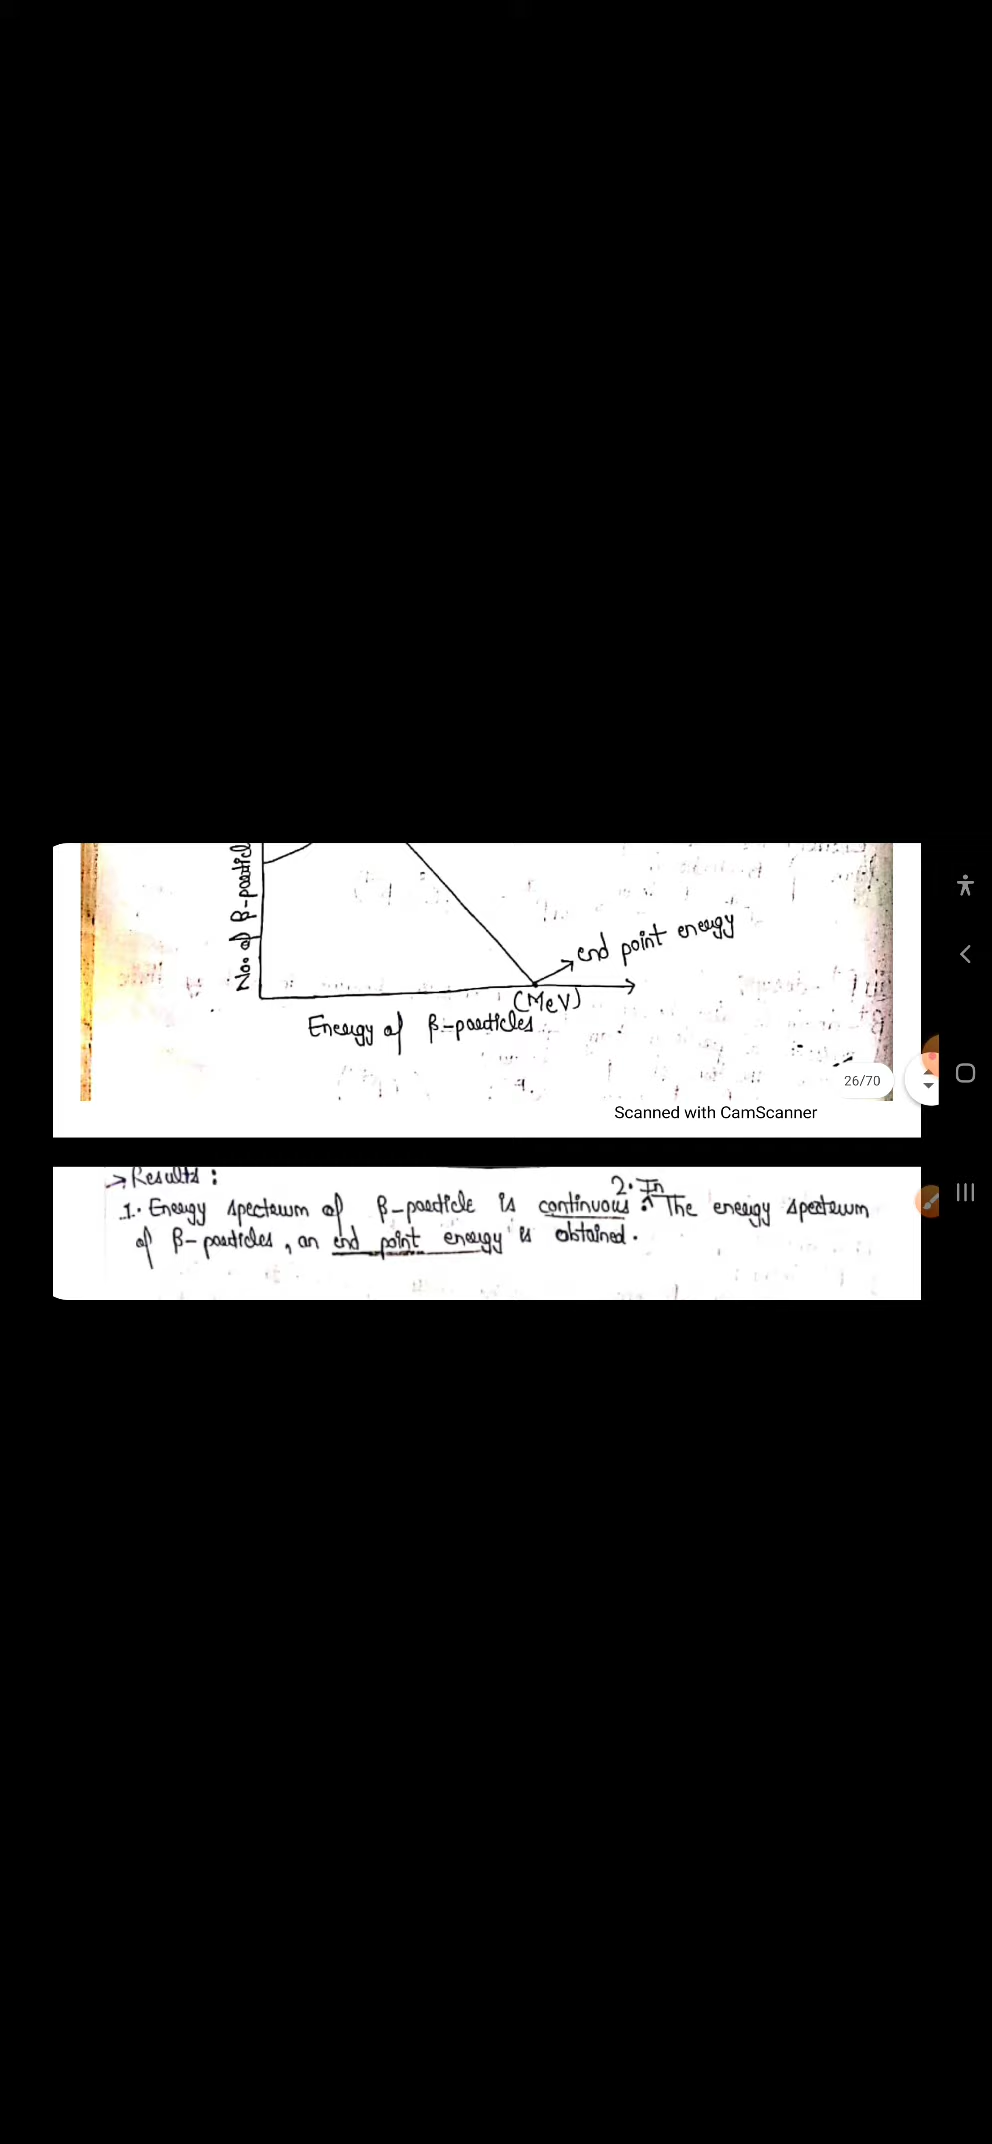 No. of β-particl
end point energy
(MeV)
Energy of β-particles
26/70
Scanned with CamScanner
→ Results :
2. In
1. Energy spectrum of β-particle is continuous . ^ The energy spectrum
of β-particles, an end point energy is obtained.